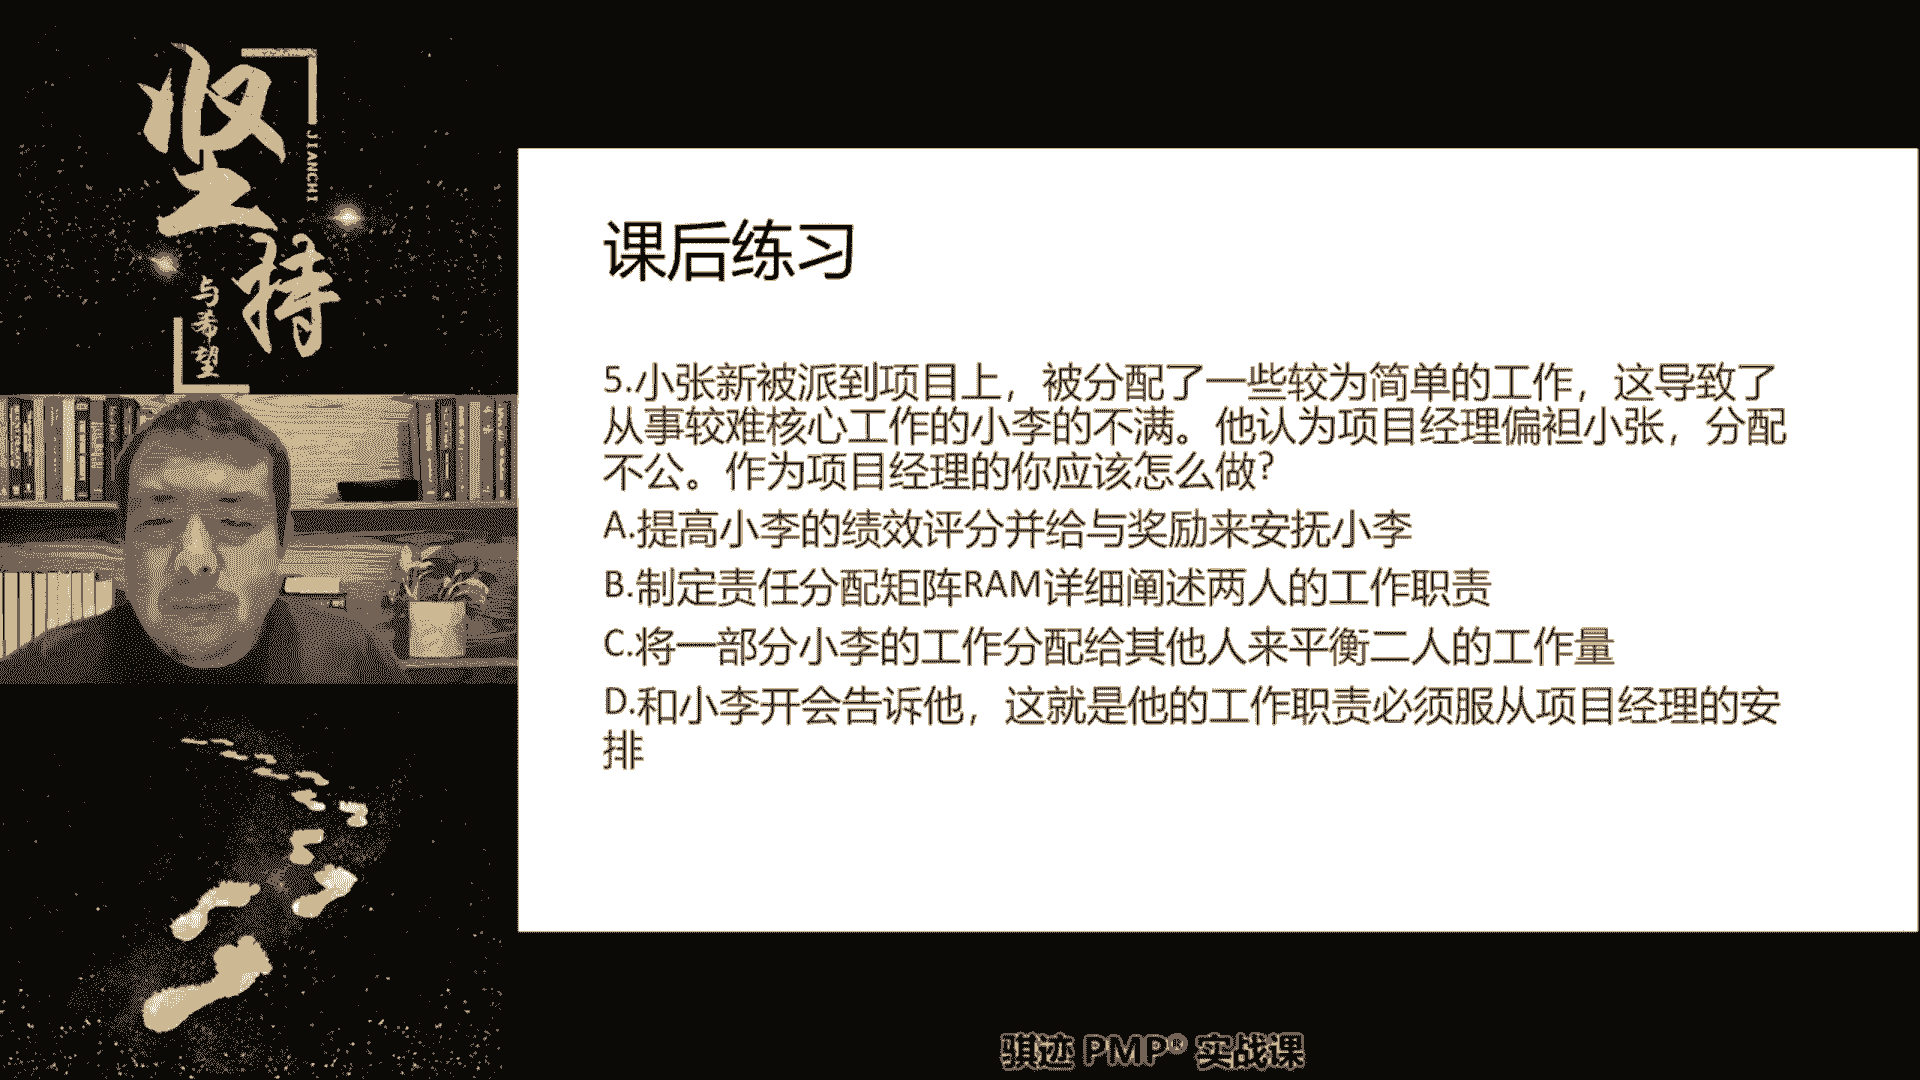 坚持
JIANCHI
与希望
课后练习
5.小张新被派到项目上，被分配了一些较为简单的工作，这导致了
从事较难核心工作的小李的不满。他认为项目经理偏袒小张，分配
不公。作为项目经理的你应该怎么做？
A.提高小李的绩效评分并给与奖励来安抚小李
B.制定责任分配矩阵RAM详细阐述两人的工作职责
C.将一部分小李的工作分配给其他人来平衡二人的工作量
D.和小李开会告诉他，这就是他的工作职责必须服从项目经理的安
排
骐迹 PMP® 实战课